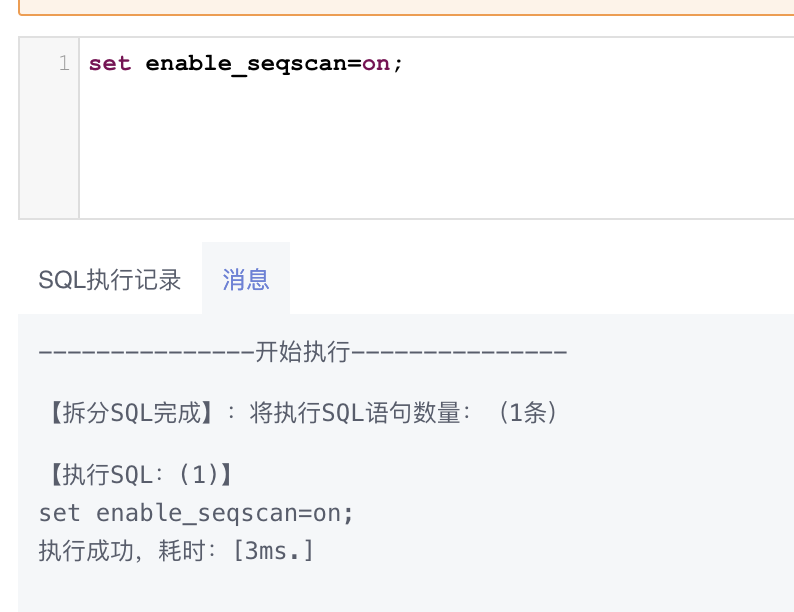 1 set enable_seqscan=on;
SQL执行记录 消息
---------------开始执行---------------
【拆分SQL完成】：将执行SQL语句数量：（1条）
【执行SQL：(1)】
set enable_seqscan=on;
执行成功，耗时：[3ms.]